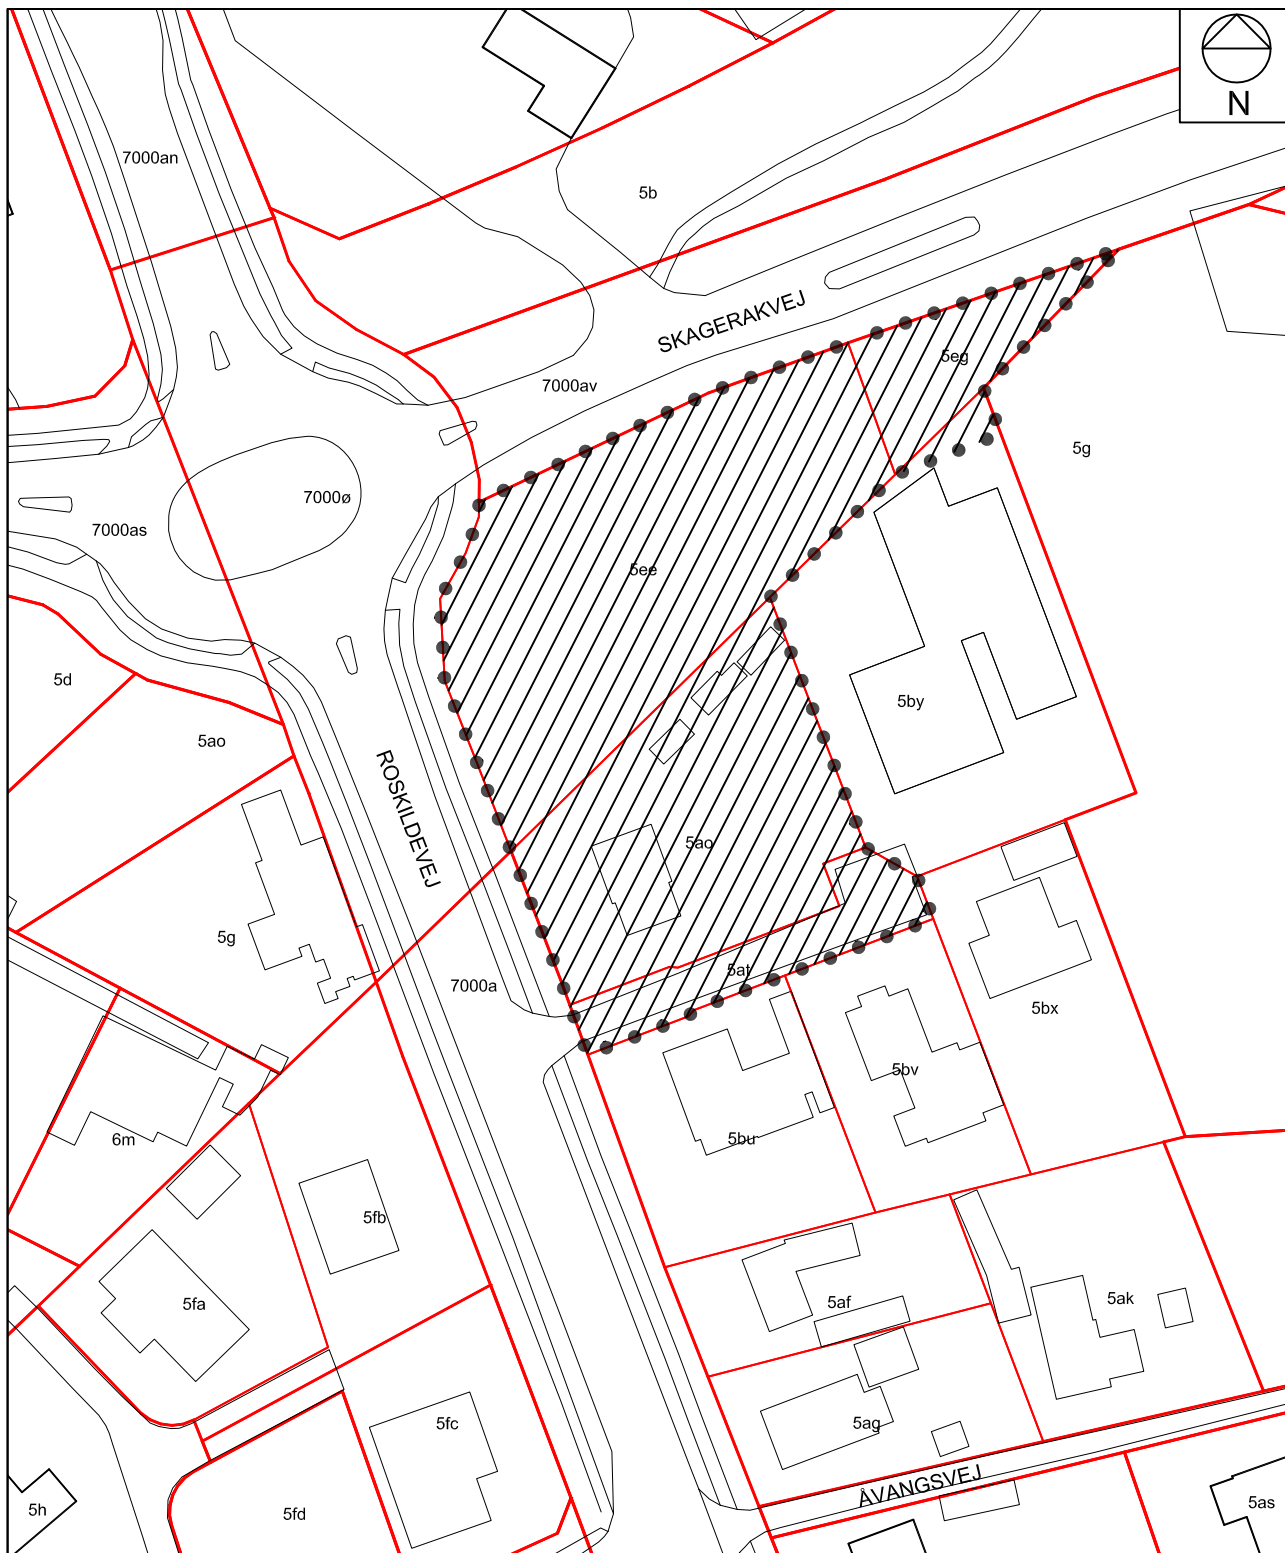 N
7000an
5b
SKAGERAKVEJ
5eg
7000av
5g
7000ø
7000as
5ee
5d
5by
5ao
ROSKILDEVEJ
5ao
5g
5at
7000a
5bx
5bv
6m
5bu
5fb
5fa
5af
5ak
5fc
5ag
ÅVANGSVEJ
5h
5fd
5as